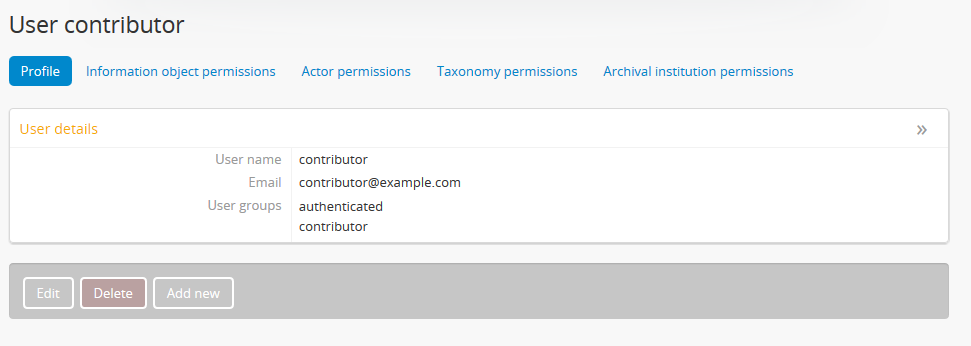 User contributor
Profile Information object permissions Actor permissions Taxonomy permissions Archival institution permissions
User details »
User name contributor
Email contributor@example.com
User groups authenticated
contributor
Edit Delete Add new